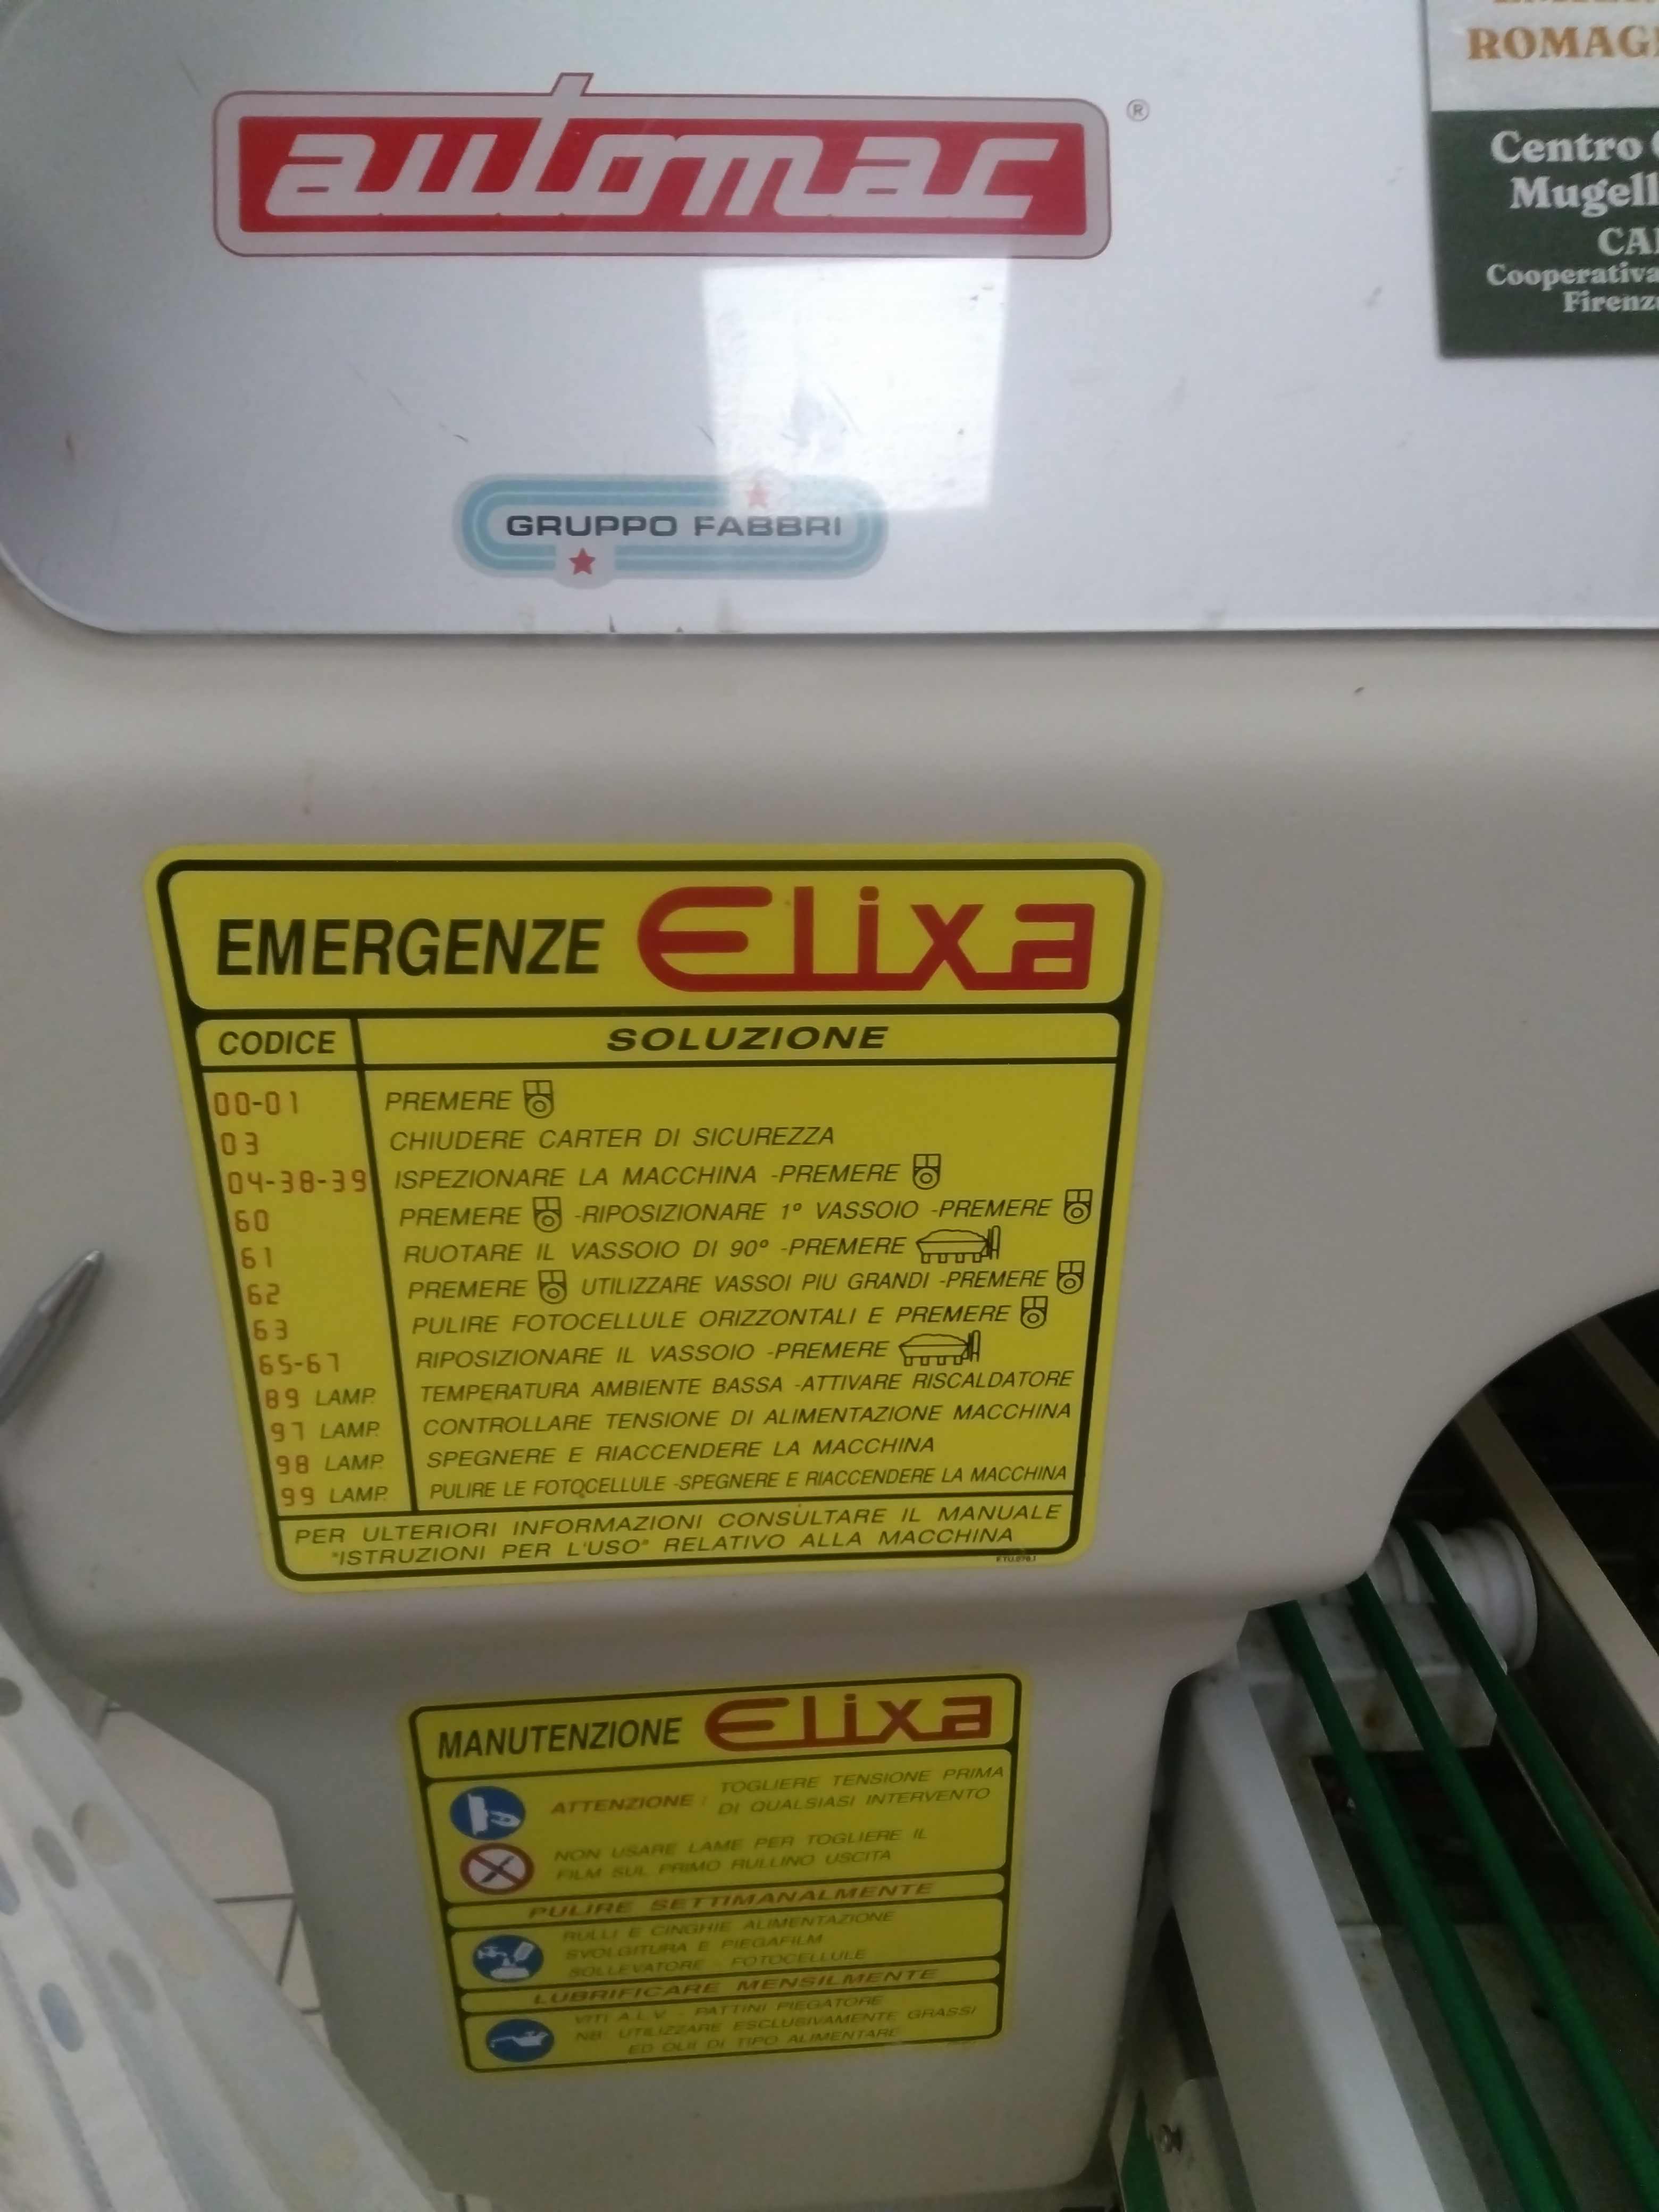 ROMAG
Centro
Mugell
CA
Cooperativa
Firenz
automac ®
GRUPPO FABBRI
EMERGENZE Elixa
CODICE SOLUZIONE
00-01 PREMERE
03 CHIUDERE CARTER DI SICUREZZA
04-38-39 ISPEZIONARE LA MACCHINA -PREMERE
60 PREMERE -RIPOSIZIONARE 1º VASSOIO -PREMERE
61 RUOTARE IL VASSOIO DI 90º -PREMERE
62 PREMERE UTILIZZARE VASSOI PIU GRANDI -PREMERE
63 PULIRE FOTOCELLULE ORIZZONTALI E PREMERE
65-67 RIPOSIZIONARE IL VASSOIO -PREMERE
89 LAMP. TEMPERATURA AMBIENTE BASSA -ATTIVARE RISCALDATORE
97 LAMP. CONTROLLARE TENSIONE DI ALIMENTAZIONE MACCHINA
98 LAMP. SPEGNERE E RIACCENDERE LA MACCHINA
99 LAMP. PULIRE LE FOTOCELLULE -SPEGNERE E RIACCENDERE LA MACCHINA
PER ULTERIORI INFORMAZIONI CONSULTARE IL MANUALE
"ISTRUZIONI PER L'USO" RELATIVO ALLA MACCHINA
MANUTENZIONE Elixa
ATTENZIONE : TOGLIERE TENSIONE PRIMA
DI QUALSIASI INTERVENTO
NON USARE LAME PER TOGLIERE IL
FILM SUL PRIMO RULLINO USCITA
PULIRE SETTIMANALMENTE
RULLI E CINGHIE ALIMENTAZIONE
SVOLGITURA E PIEGAFILM
SOLLEVATORE - FOTOCELLULE
LUBRIFICARE MENSILMENTE
VITI A.L.V. - PATTINI PIEGATORE
NB: UTILIZZARE ESCLUSIVAMENTE GRASSI
ED OLII DI TIPO ALIMENTARE